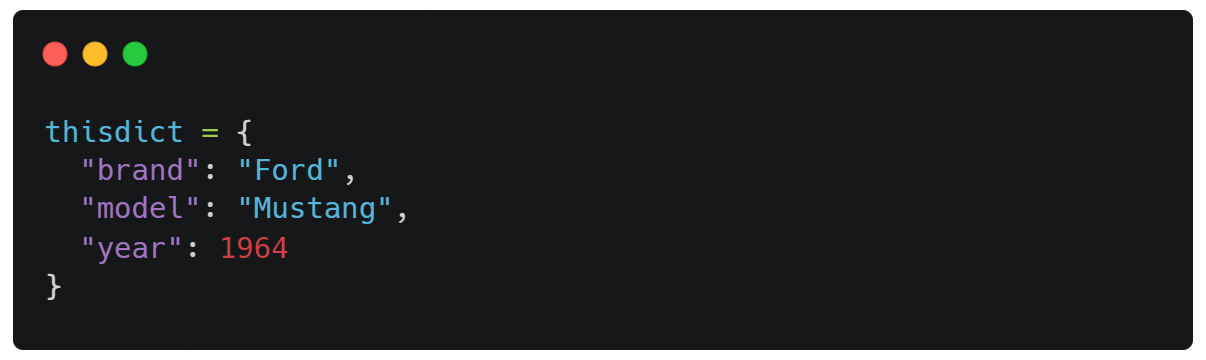 thisdict = {
  "brand": "Ford",
  "model": "Mustang",
  "year": 1964
}